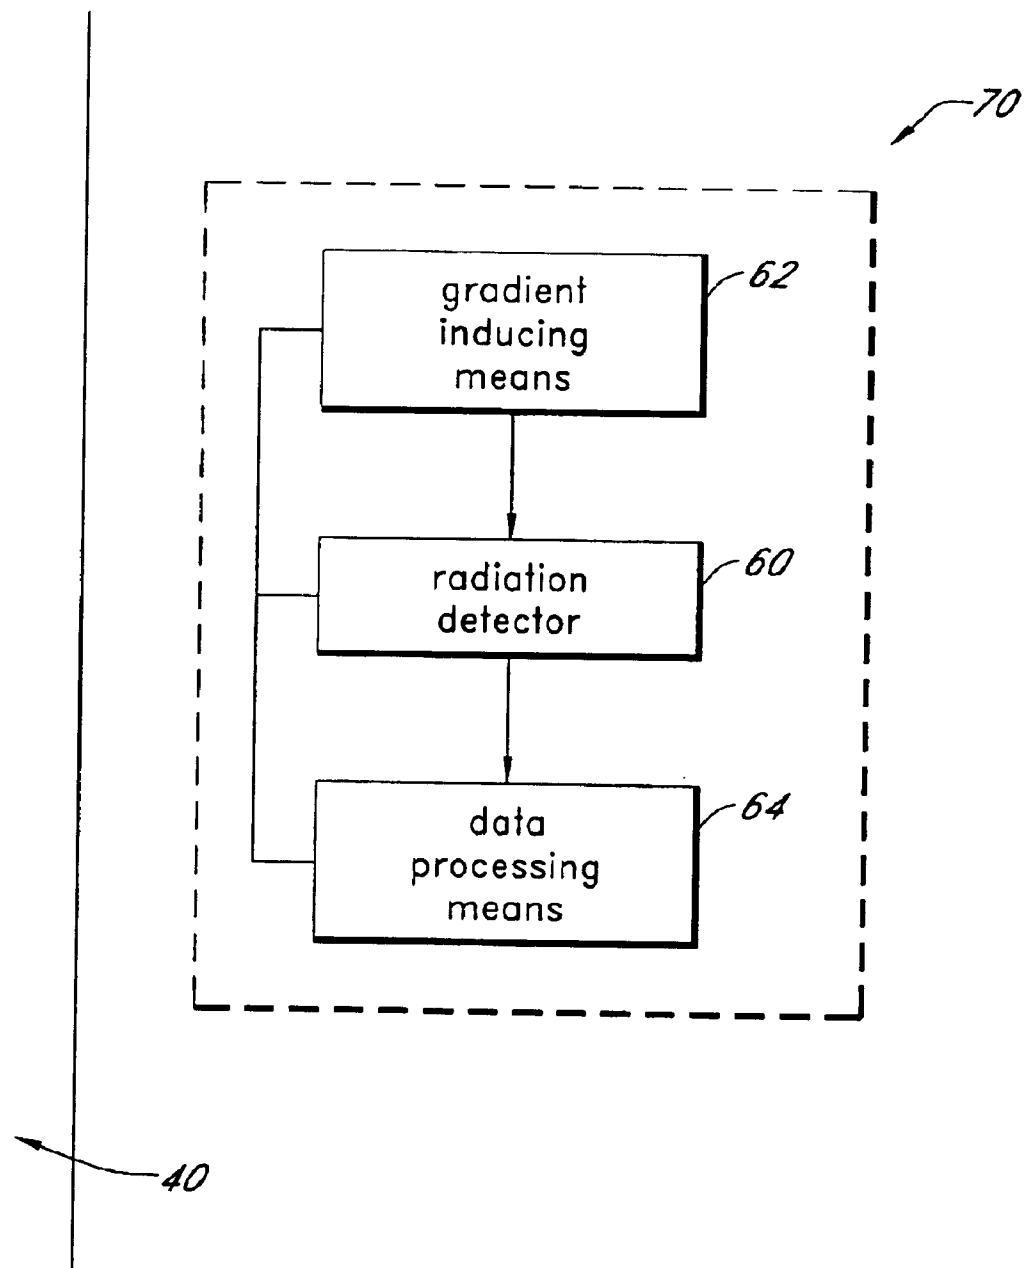 70
gradient
inducing
means
62
radiation
detector
60
data
processing
means
64
40